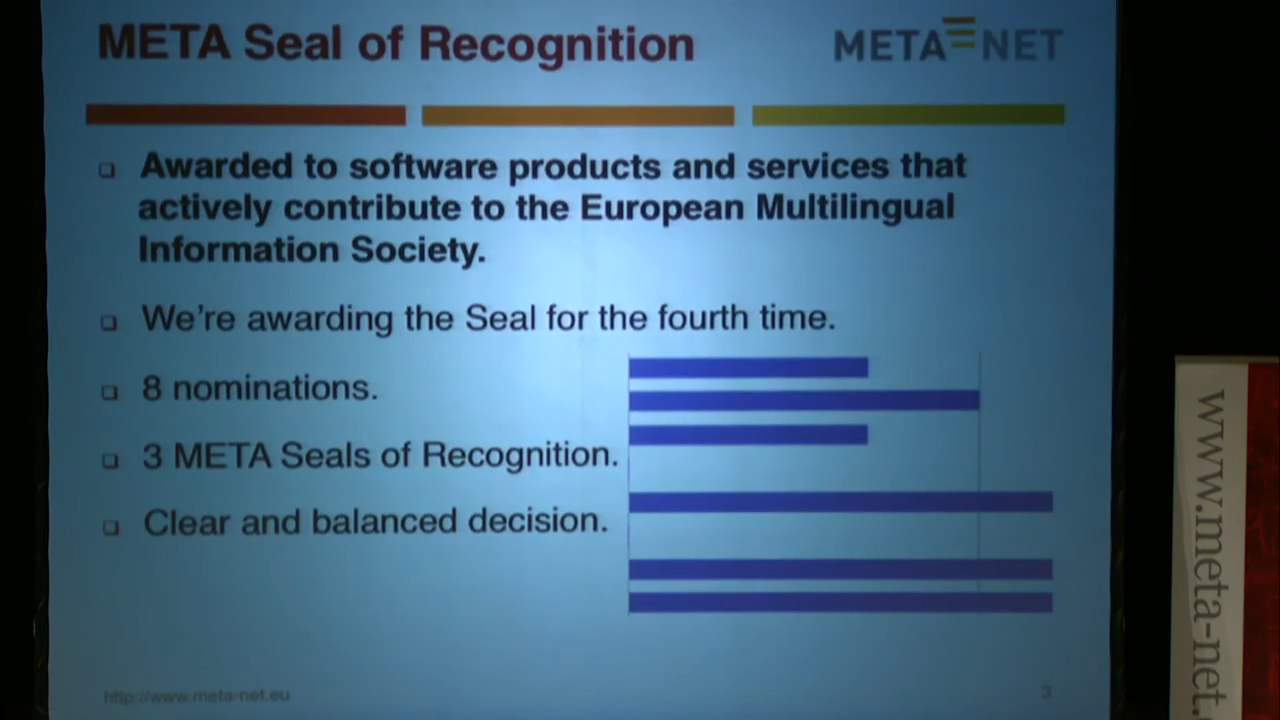 META Seal of Recognition
META NET
Awarded to software products and services that
actively contribute to the European Multilingual
Information Society.
We're awarding the Seal for the fourth time.
8 nominations.
3 META Seals of Recognition.
Clear and balanced decision.
http://www.meta-net.eu
3
www.meta-net.